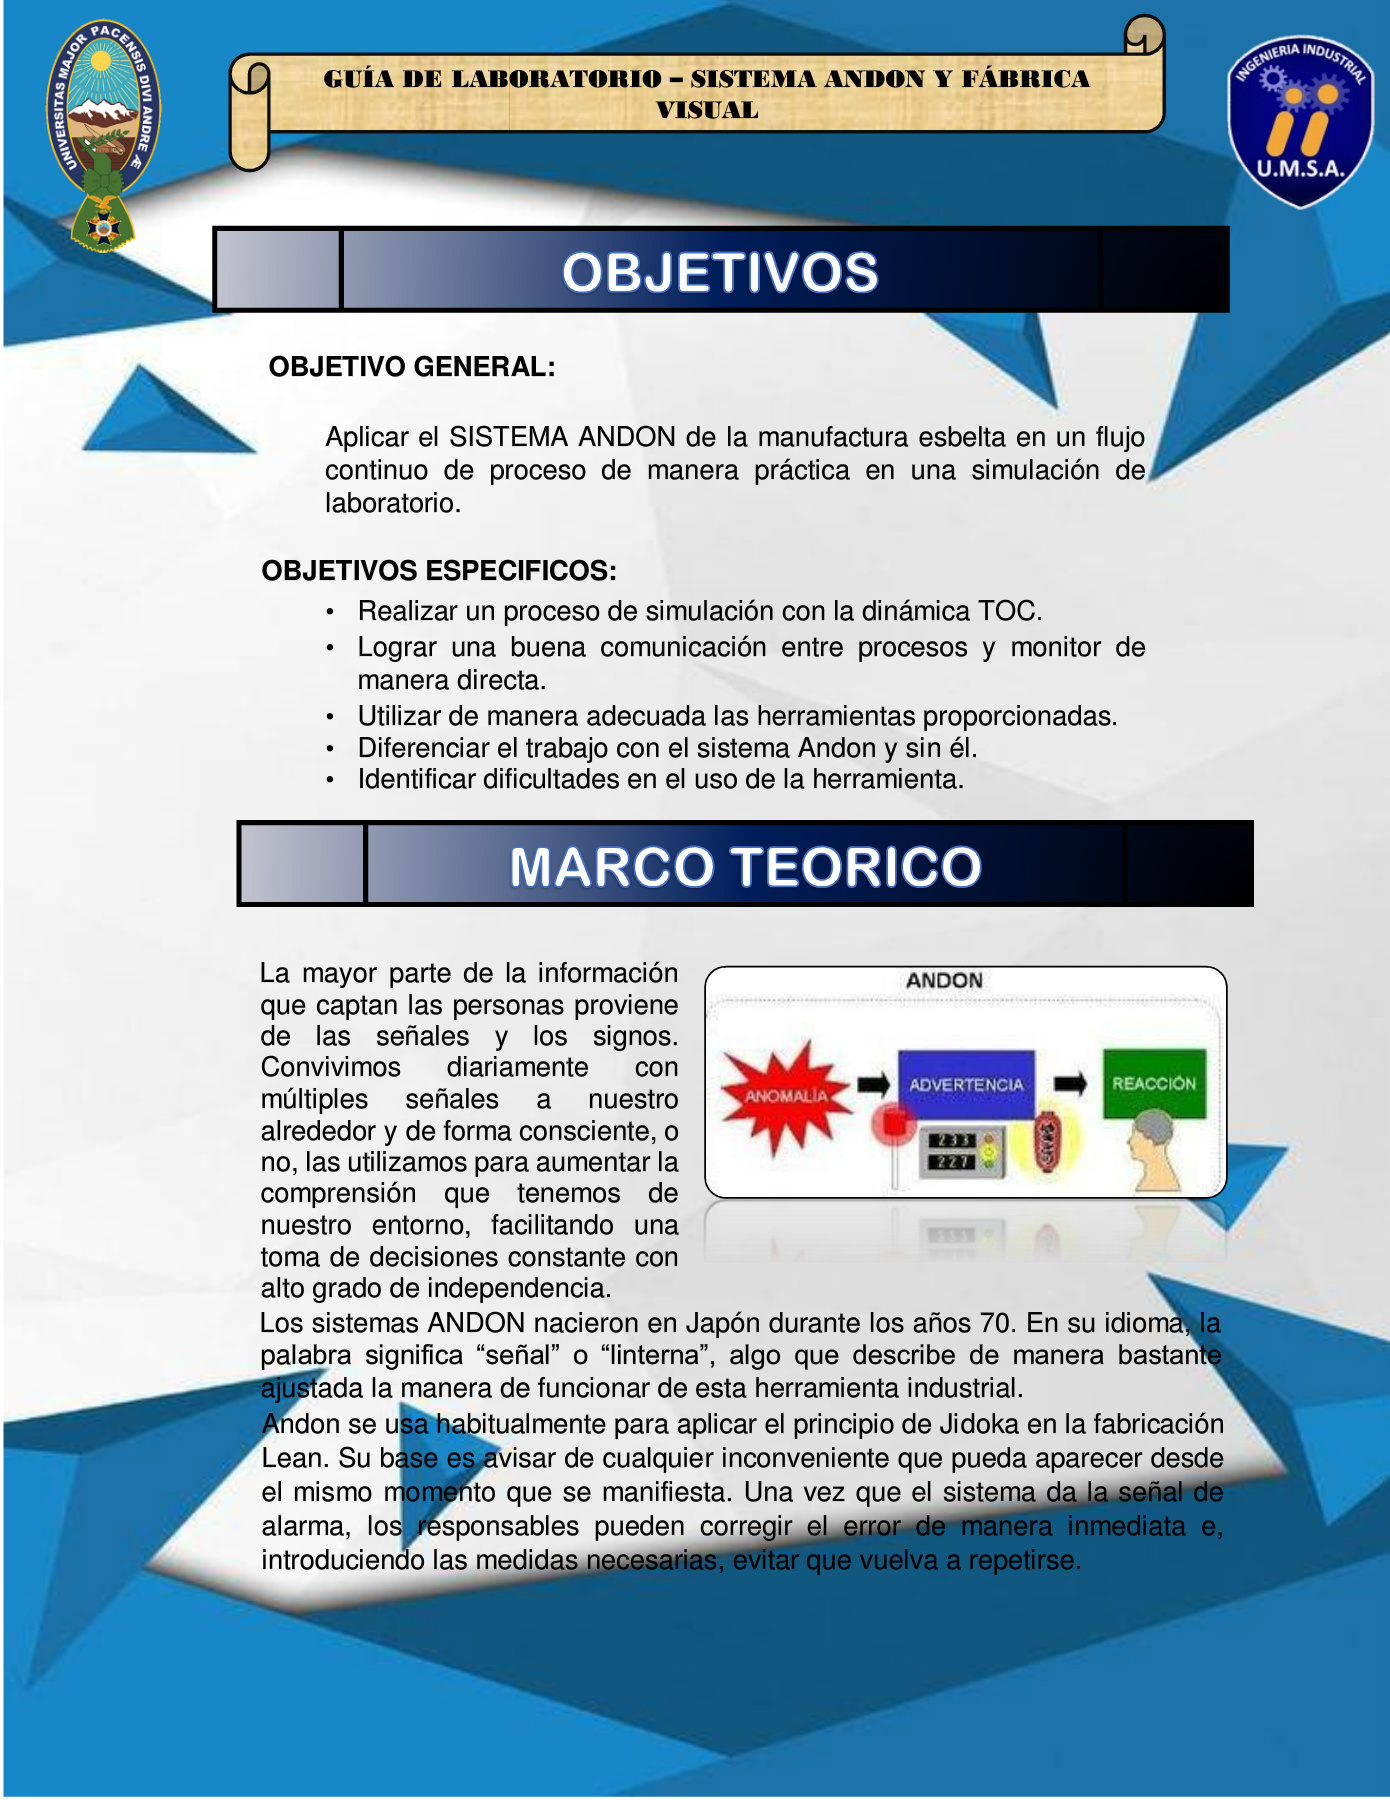 UNIVERSITAS MAJOR PACENSIS DIVI ANDRE Æ
GUÍA DE LABORATORIO – SISTEMA ANDON Y FÁBRICA
VISUAL
INGENIERIA INDUSTRIAL
U.M.S.A.
OBJETIVOS
OBJETIVO GENERAL:
Aplicar el SISTEMA ANDON de la manufactura esbelta en un flujo
continuo de proceso de manera práctica en una simulación de
laboratorio.
OBJETIVOS ESPECIFICOS:
• Realizar un proceso de simulación con la dinámica TOC.
• Lograr una buena comunicación entre procesos y monitor de
manera directa.
• Utilizar de manera adecuada las herramientas proporcionadas.
• Diferenciar el trabajo con el sistema Andon y sin él.
• Identificar dificultades en el uso de la herramienta.
MARCO TEORICO
La mayor parte de la información
que captan las personas proviene
de las señales y los signos.
Convivimos diariamente con
múltiples señales a nuestro
alrededor y de forma consciente, o
no, las utilizamos para aumentar la
comprensión que tenemos de
nuestro entorno, facilitando una
toma de decisiones constante con
alto grado de independencia.
ANDON
ANOMALÍA
ADVERTENCIA
REACCIÓN
233
227
Los sistemas ANDON nacieron en Japón durante los años 70. En su idioma, la
palabra significa “señal” o “linterna”, algo que describe de manera bastante
ajustada la manera de funcionar de esta herramienta industrial.
Andon se usa habitualmente para aplicar el principio de Jidoka en la fabricación
Lean. Su base es avisar de cualquier inconveniente que pueda aparecer desde
el mismo momento que se manifiesta. Una vez que el sistema da la señal de
alarma, los responsables pueden corregir el error de manera inmediata e,
introduciendo las medidas necesarias, evitar que vuelva a repetirse.